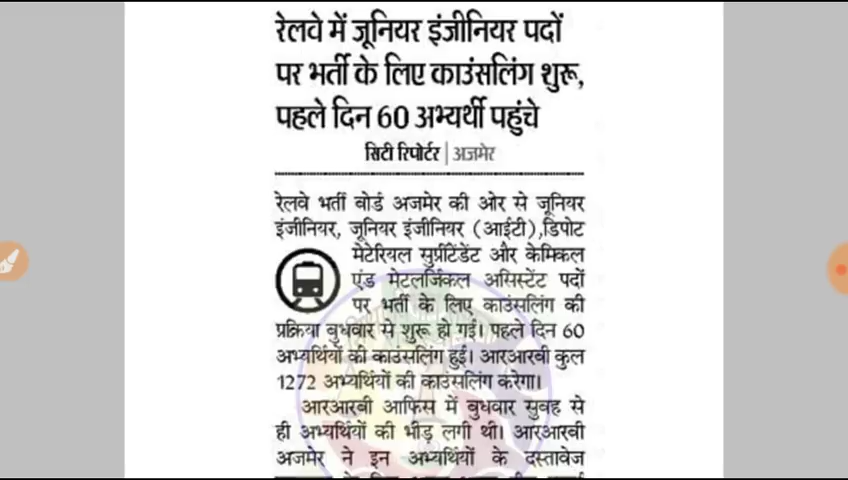 रेलवे में जूनियर इंजीनियर पदों
पर भर्ती के लिए काउंसलिंग शुरू,
पहले दिन 60 अभ्यर्थी पहुंचे
सिटी रिपोर्टर | अजमेर
रेलवे भर्ती बोर्ड अजमेर की ओर से जूनियर
इंजीनियर, जूनियर इंजीनियर (आईटी),डिपोट
मेटेरियल सुप्रींटेंडेंट और केमिकल
एंड मेटलर्जिकल असिस्टेंट पदों
पर भर्ती के लिए काउंसलिंग की
प्रक्रिया बुधवार से शुरू हो गई। पहले दिन 60
अभ्यर्थियों की काउंसलिंग हुई। आरआरबी कुल
1272 अभ्यर्थियों की काउंसलिंग करेगा।
आरआरबी आफिस में बुधवार सुबह से
ही अभ्यर्थियों की भीड़ लगी थी। आरआरबी
अजमेर ने इन अभ्यर्थियों के दस्तावेज